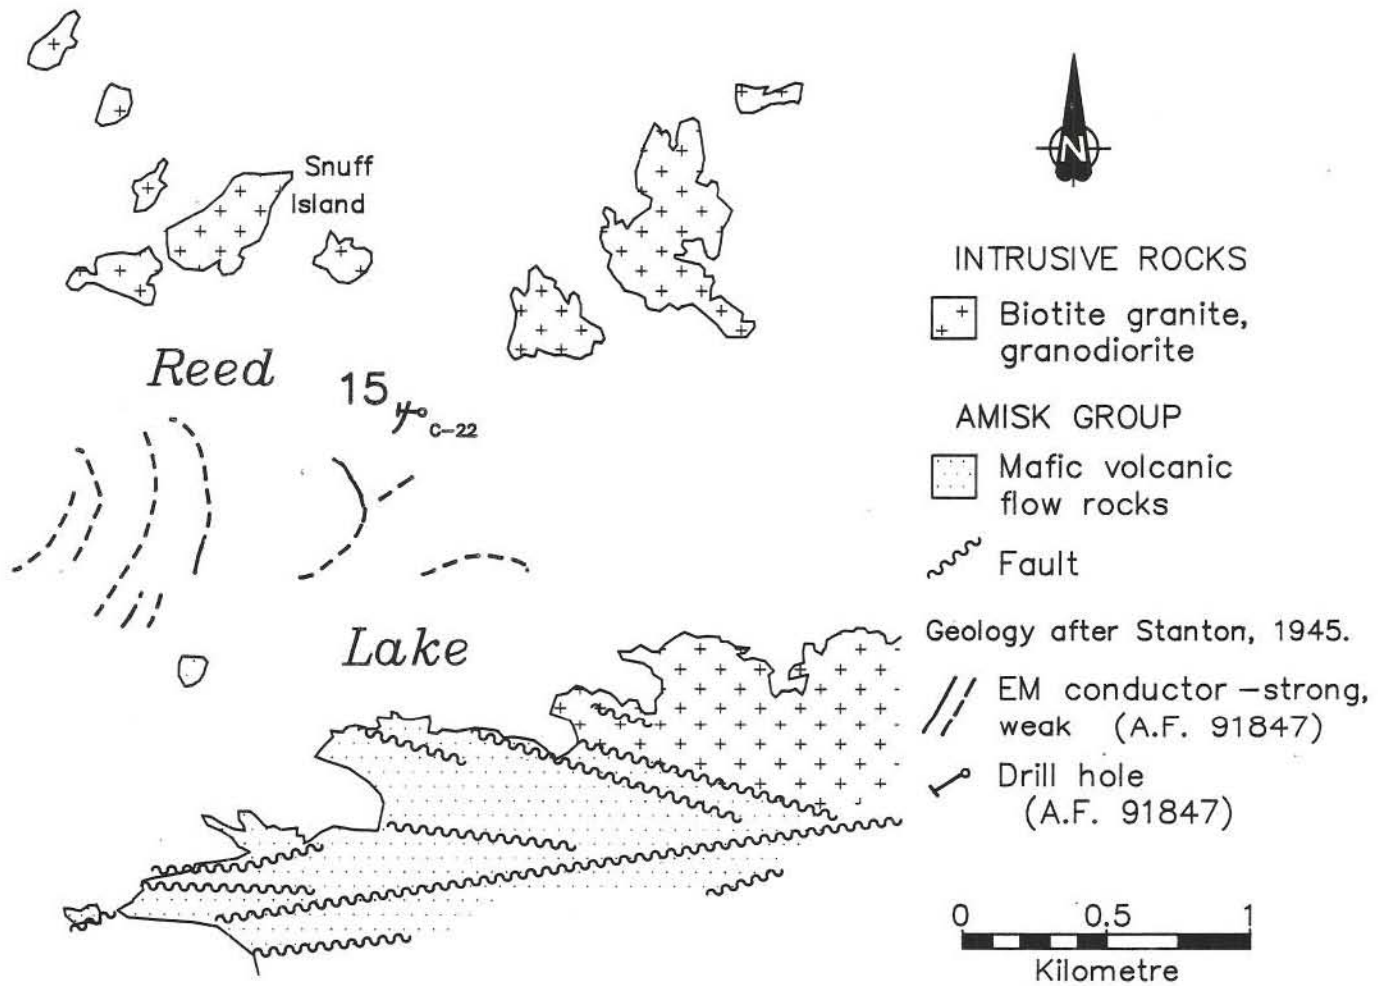 Snuff
Island
Reed
15
C-22
Lake
N
INTRUSIVE ROCKS
Biotite granite,
granodiorite
AMISK GROUP
Mafic volcanic
flow rocks
Fault
Geology after Stanton, 1945.
EM conductor -strong,
weak (A.F. 91847)
Drill hole
(A.F. 91847)
0 0.5 1
Kilometre